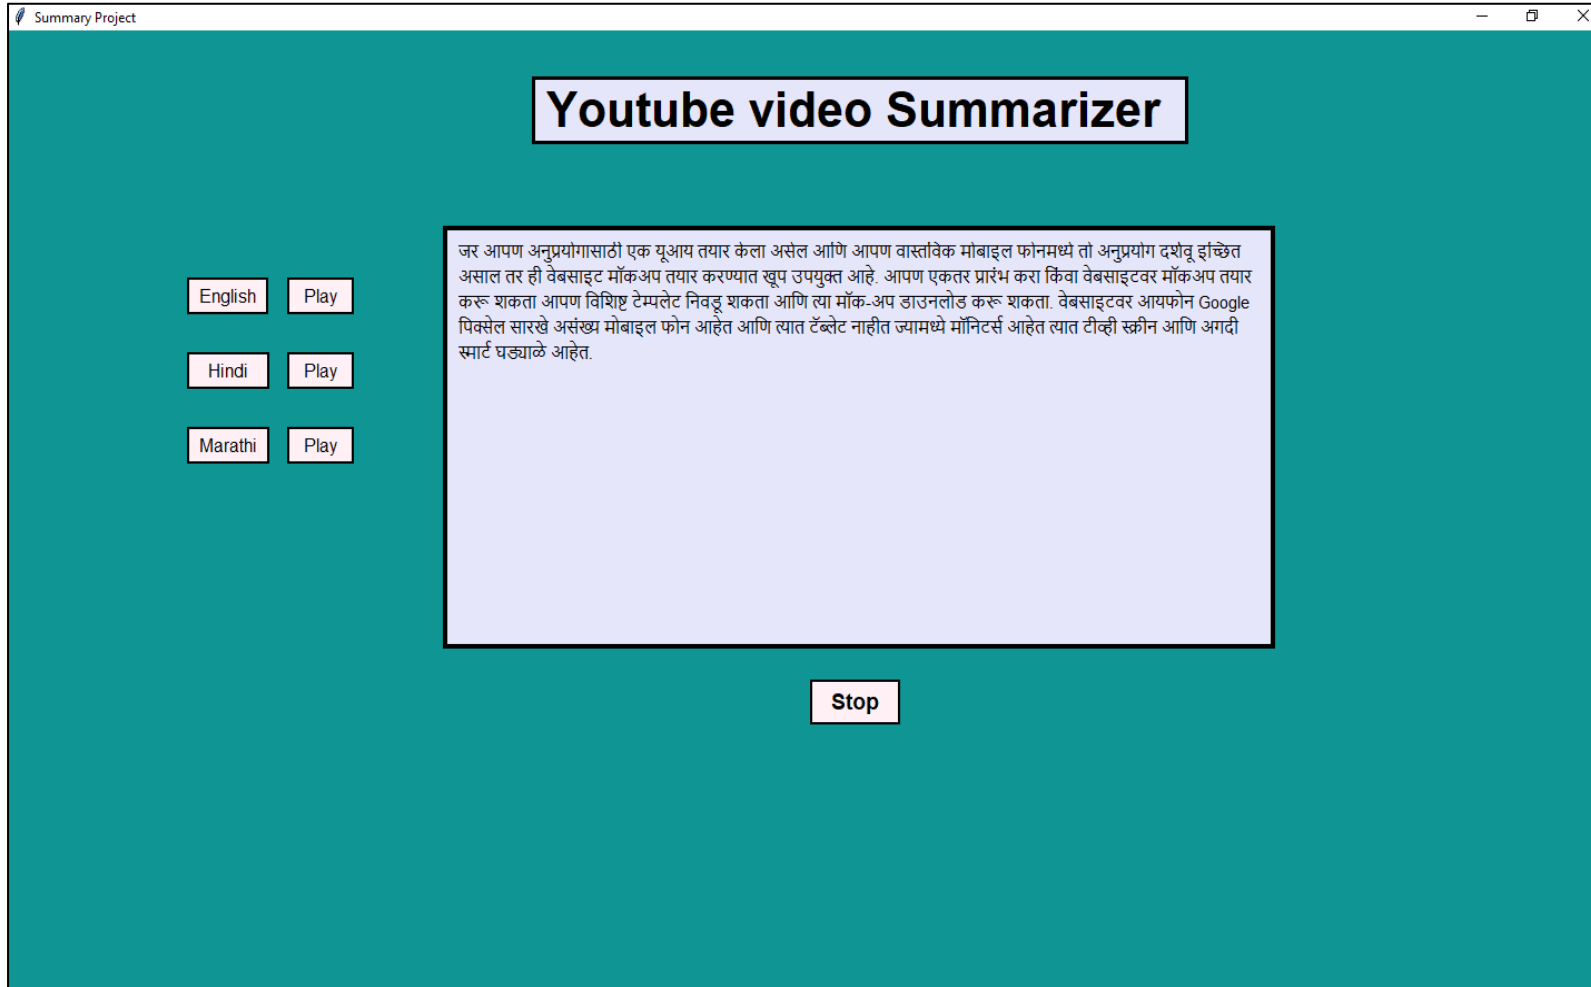 Summary Project
Youtube video Summarizer
English Play
Hindi Play
Marathi Play
जर आपण अनुप्रयोगासाठी एक यूआय तयार केला असेल आणि आपण वास्तविक मोबाइल फोनमध्ये तो अनुप्रयोग दर्शवू इच्छित
असाल तर ही वेबसाइट मॉकअप तयार करण्यात खूप उपयुक्त आहे. आपण एकतर प्रारंभ करा किंवा वेबसाइटवर मॉकअप तयार
करू शकता आपण विशिष्ट टेम्पलेट निवडू शकता आणि त्या मॉक-अप डाउनलोड करू शकता. वेबसाइटवर आयफोन Google
पिक्सेल सारखे असंख्य मोबाइल फोन आहेत आणि त्यात टॅब्लेट नाहीत ज्यामध्ये मॉनिटर्स आहेत त्यात टीव्ही स्क्रीन आणि अगदी
स्मार्ट घड्याळे आहेत.
Stop